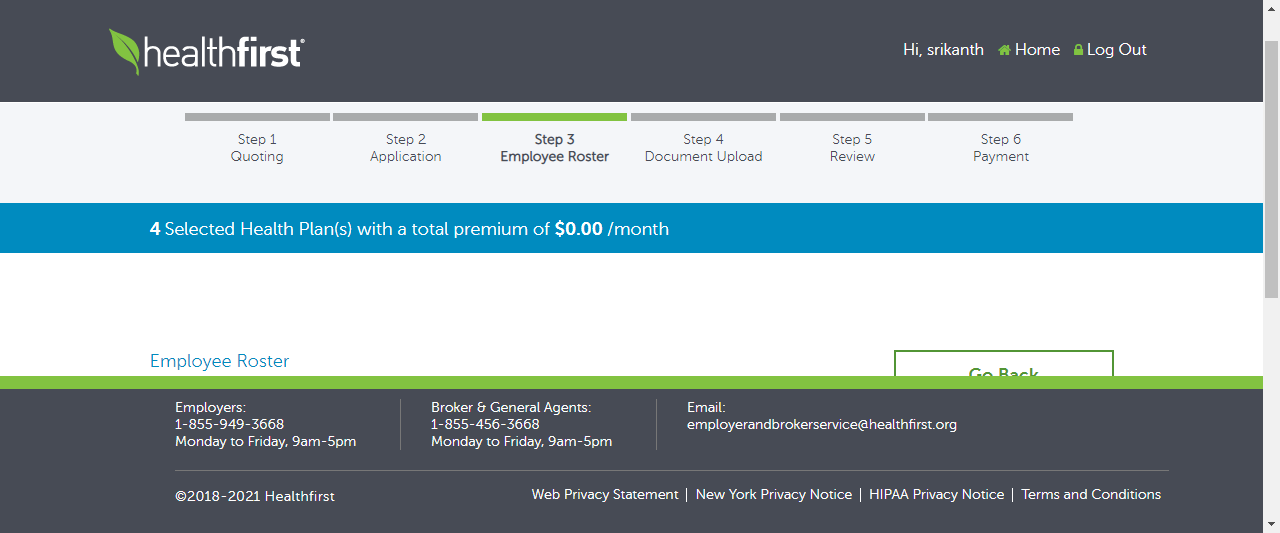 healthfirst®
Hi, srikanth Home Log Out
Step 1
Quoting
Step 2
Application
Step 3
Employee Roster
Step 4
Document Upload
Step 5
Review
Step 6
Payment
4 Selected Health Plan(s) with a total premium of $0.00 /month
Employee Roster
Go Back
Employers:
1-855-949-3668
Monday to Friday, 9am-5pm
Broker & General Agents:
1-855-456-3668
Monday to Friday, 9am-5pm
Email:
employerandbrokerservice@healthfirst.org
©2018-2021 Healthfirst
Web Privacy Statement | New York Privacy Notice | HIPAA Privacy Notice | Terms and Conditions